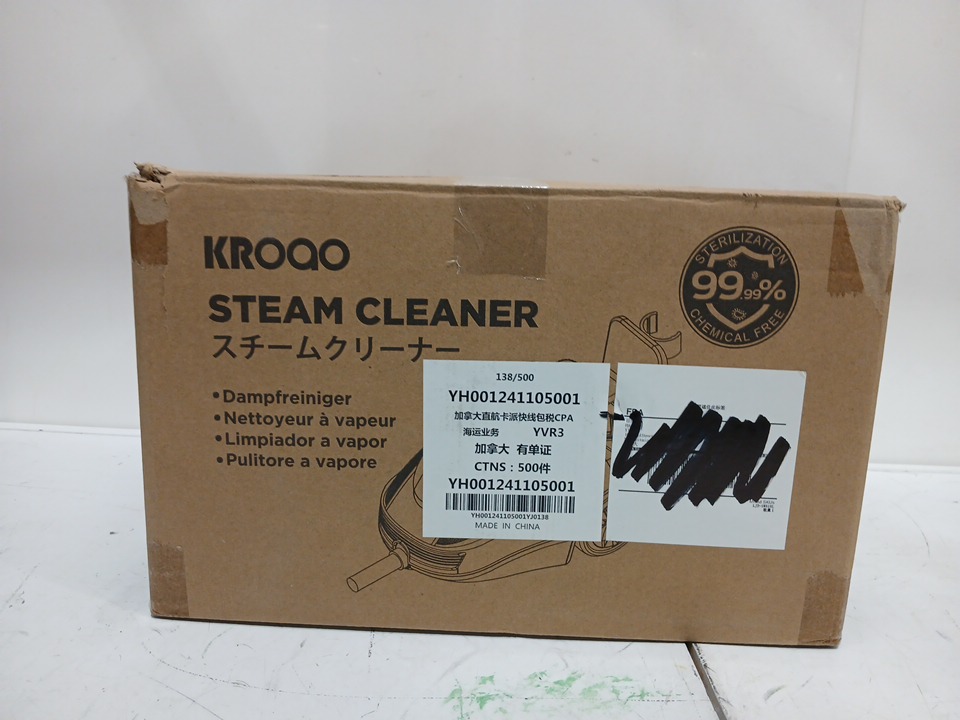 KROAO
STEAM CLEANER
スチームクリーナー
•Dampfreiniger
•Nettoyeur à vapeur
•Limpiador a vapor
•Pulitore a vapore
STERILIZATION
99.99%
CHEMICAL FREE
138/500
YH001241105001
加拿大直航卡派快线包税CPA
海运业务 YVR3
加拿大 有单证
CTNS：500件
YH001241105001
YH001241105001YJ0138
MADE IN CHINA